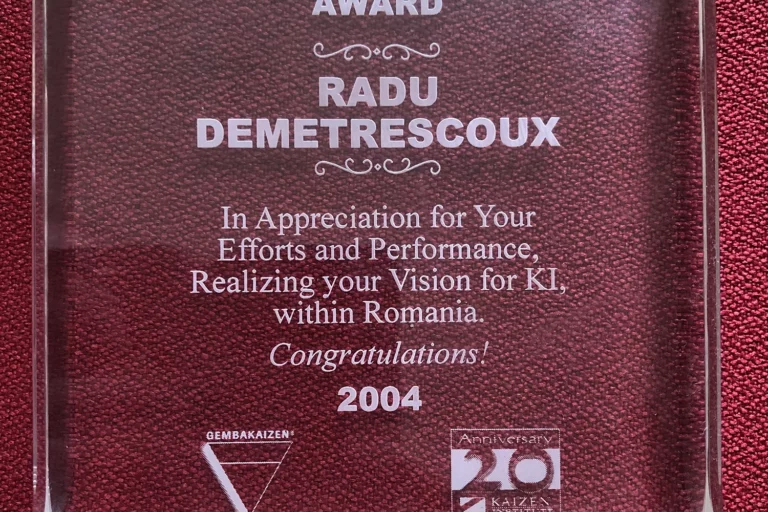 AWARD
RADU
DEMETRESCOUX
In Appreciation for Your
Efforts and Performance,
Realizing your Vision for KI,
within Romania.
Congratulations!
2004
GEMBAKAIZEN®
Anniversary
20
KAIZEN
INSTITUTE